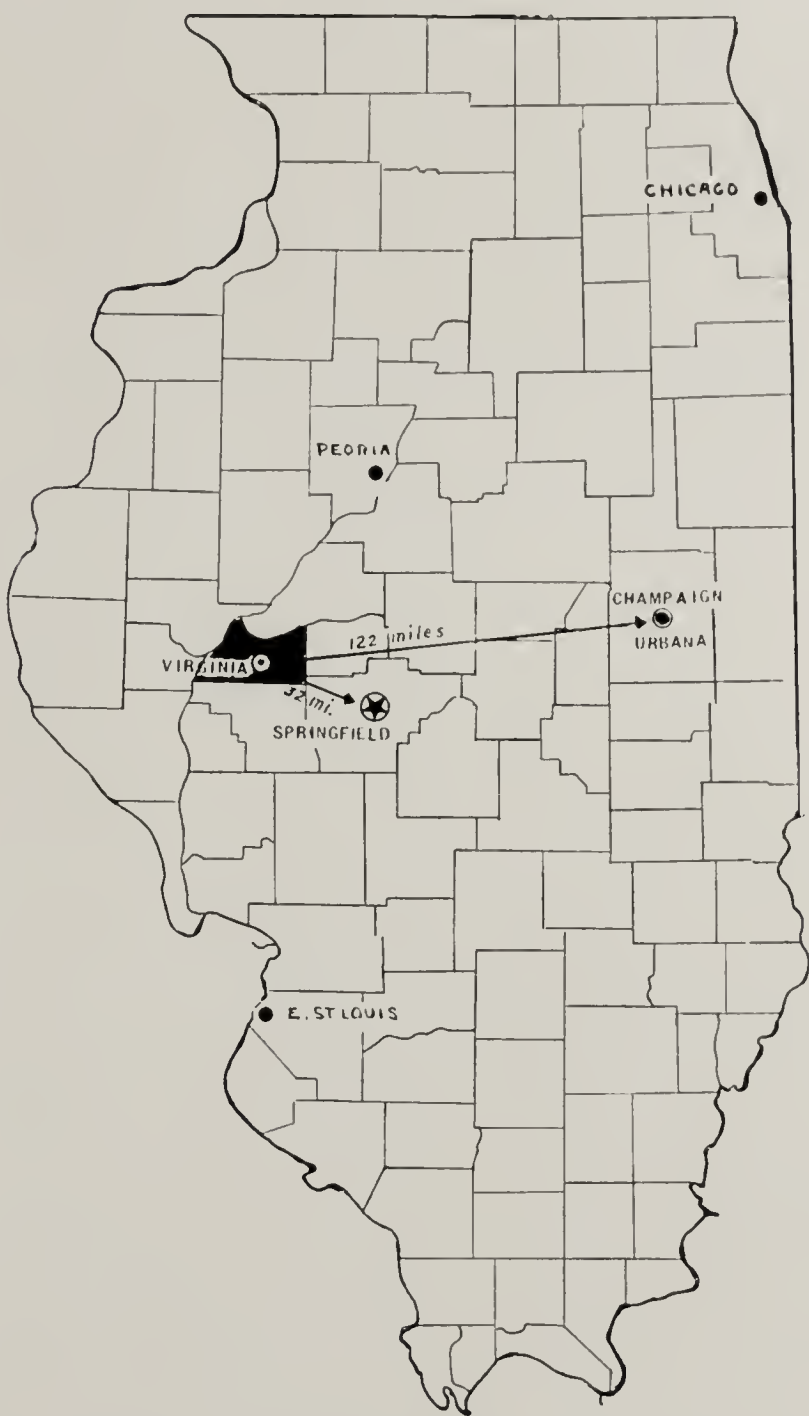 CHICAGO
PEORIA
CHAMPAIGN
URBANA
122 miles
VIRGINIA
32 mi.
SPRINGFIELD
E. ST LOUIS